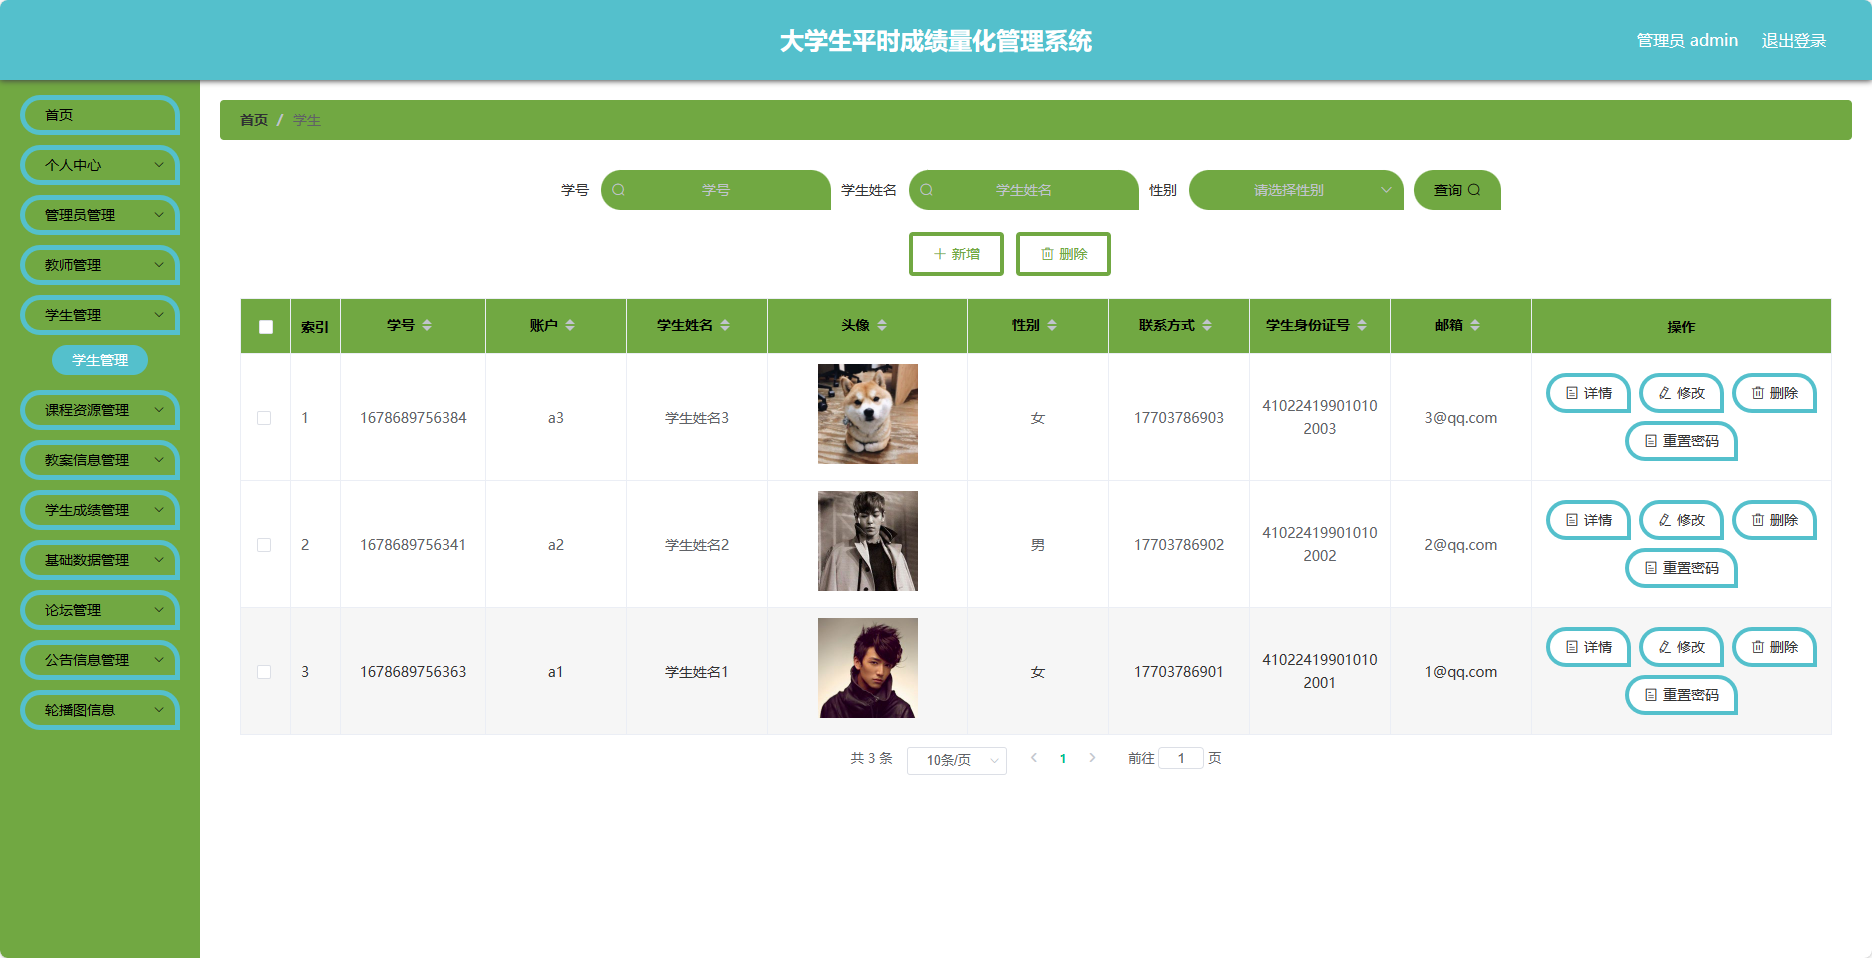 大学生平时成绩量化管理系统
管理员 admin 退出登录
首页
个人中心
管理员管理
教师管理
学生管理
学生管理
课程资源管理
教案信息管理
学生成绩管理
基础数据管理
论坛管理
公告信息管理
轮播图信息
首页 / 学生
学号 学号 学生姓名 学生姓名 性别 请选择性别 查询
新增 删除
索引 学号 账户 学生姓名 头像 性别 联系方式 学生身份证号 邮箱 操作
1 1678689756384 a3 学生姓名3 女 17703786903 41022419901010 3@qq.com 详情 修改 删除
2003 重置密码
2 1678689756341 a2 学生姓名2 男 17703786902 41022419901010 2@qq.com 详情 修改 删除
2002 重置密码
3 1678689756363 a1 学生姓名1 女 17703786901 41022419901010 1@qq.com 详情 修改 删除
2001 重置密码
共 3 条 10条/页 1 前往 1 页